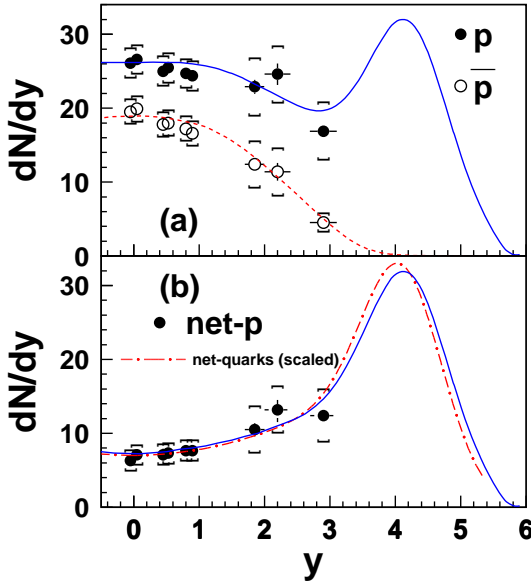 30
20
10
0
dN/dy
p
p̅
(a)
(b)
net-p
net-quarks (scaled)
30
20
10
0
dN/dy
0 1 2 3 4 5 6
y